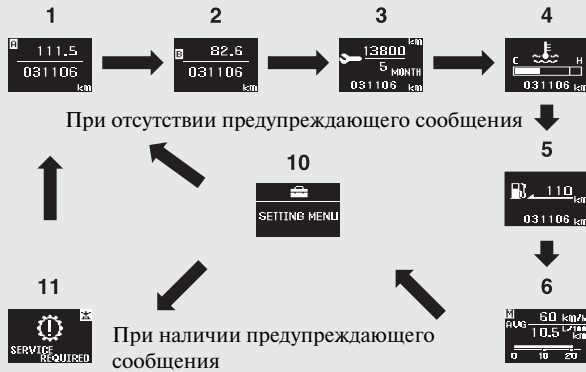 1
2
3
4
A 111.5
031106
km
B 82.6
031106
km
km
13800
5 MONTH
031106 km
C H
031106 km
При отсутствии предупреждающего сообщения
5
110 km
031106 km
10
SETTING MENU
6
M 60 km/h
AVG 10.5 L/100 km
0 10 20
11
SERVICE
REQUIRED
При наличии предупреждающего
сообщения